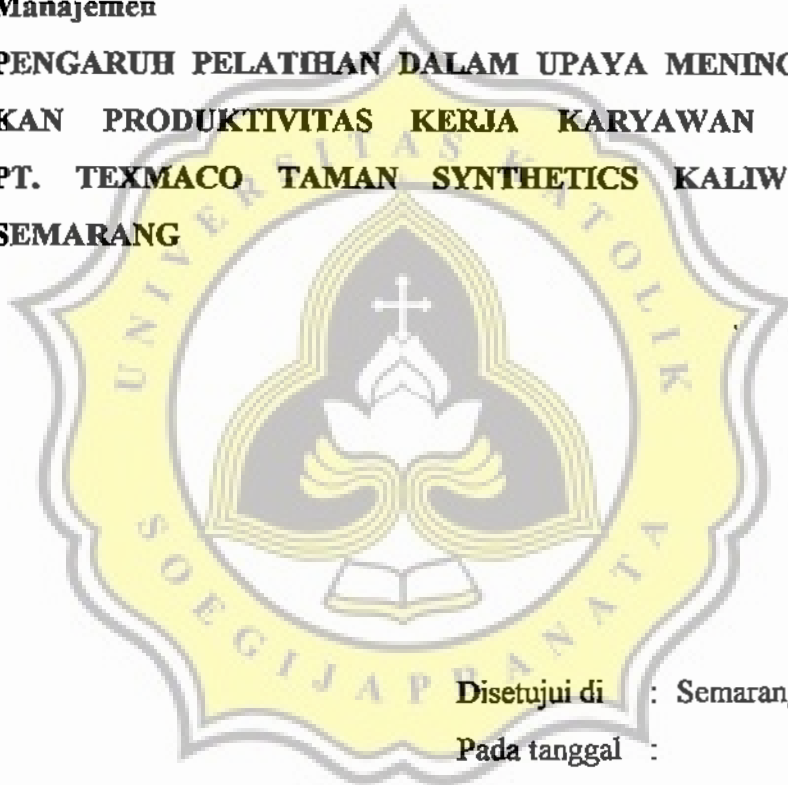 Manajemen
PENGARUH PELATIHAN DALAM UPAYA MENING
KAN PRODUKTIVITAS KERJA KARYAWAN
PT. TEXMACO TAMAN SYNTHETICS KALIW
SEMARANG
UNIVERSITAS KATOLIK
SOEGIJAPRANATA
Disetujui di : Semarang
Pada tanggal :